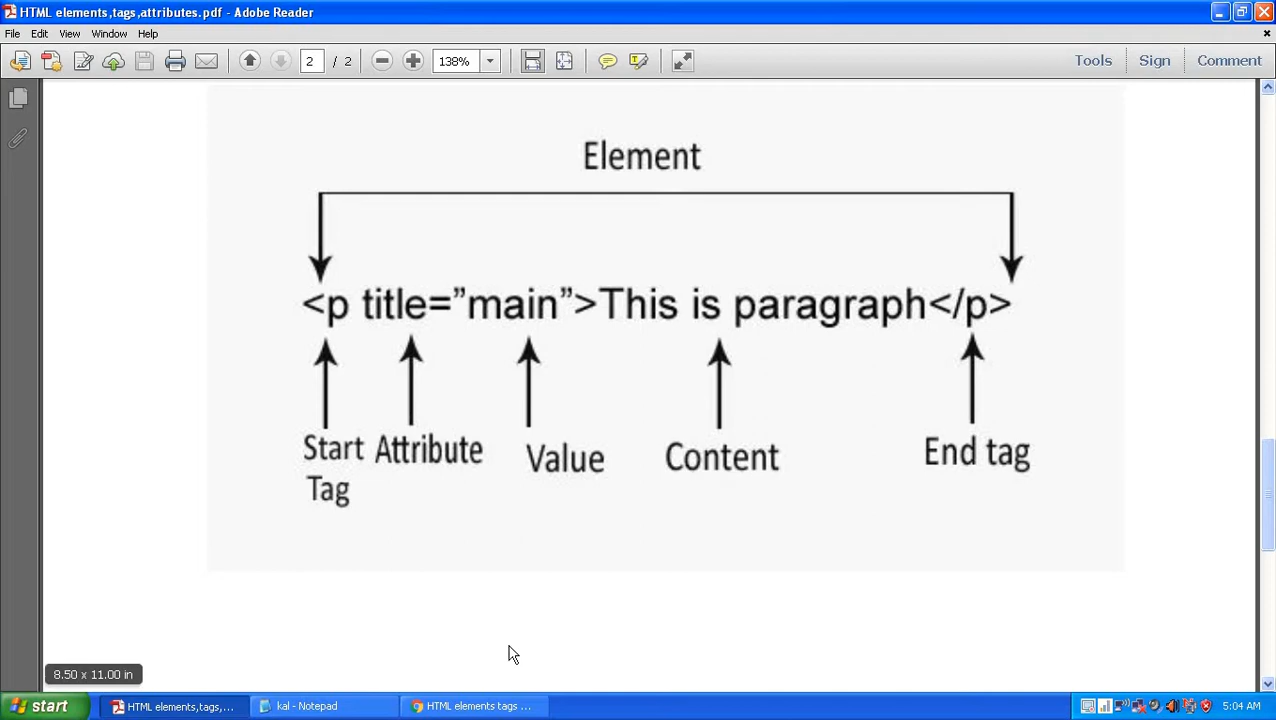 HTML elements,tags,attributes.pdf - Adobe Reader
File Edit View Window Help
2 / 2 138% Tools Sign Comment
Element
<p title=”main”>This is paragraph</p>
Start Attribute Value Content End tag
Tag
8.50 x 11.00 in
start HTML elements,tags,... kal - Notepad HTML elements tags ... 5:04 AM